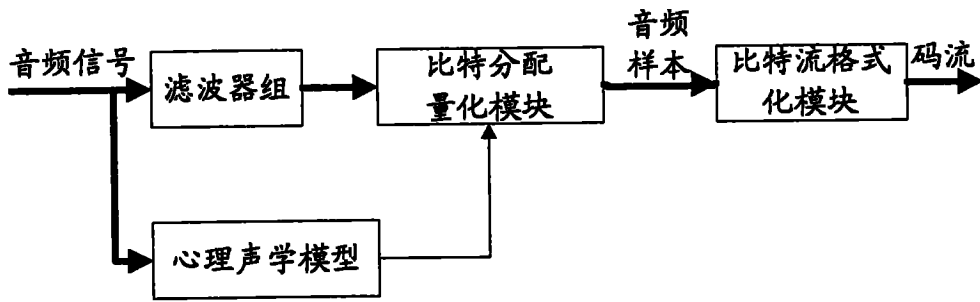 音频信号
滤波器组
比特分配
量化模块
音频
样本
比特流格式
化模块
码流
心理声学模型